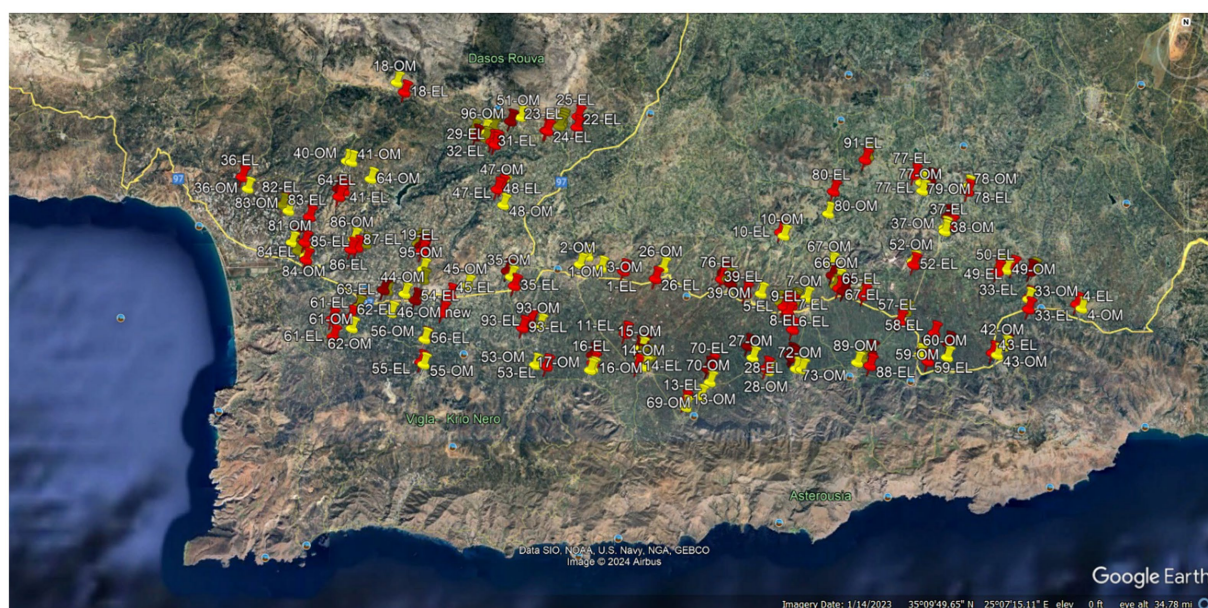 N
Dasos Rouva
18-OM
18-EL
51-OM
25-EL
96-OM
23-EL
22-EL
29-EL
31-EL
24-EL
32-EL
91-EL
40-OM
41-OM
36-EL
64-EL
64-OM
36-OM
82-EL
41-EL
83-OM
83-EL
47-OM
47-EL
48-EL
48-OM
97
97
77-EL
80-EL
77-OM
78-OM
77-EL
79-OM
78-EL
80-OM
37-EL
37-OM
38-OM
10-OM
10-EL
81-OM
86-OM
85-EL
87-EL
19-EL
84-EL
95-OM
84-OM
86-EL
2-OM
26-OM
67-OM
52-OM
50-EL
35-OM
3-OM
76-EL
66-OM
52-EL
49-EL
49-OM
44-OM
45-OM
1-OM
39-EL
65-EL
63-EL
45-EL
35-EL
1-EL
26-EL
39-OM
7-OM
67-EL
33-EL
33-OM
4-EL
54-EL
9-EL
5-EL
7-EL
57-EL
61-EL
62-EL
46-OM
new
93-OM
8-EL
6-EL
58-EL
33-EL
4-OM
61-OM
93-EL
93-EL
11-EL
15-OM
61-EL
56-OM
56-EL
62-OM
27-OM
60-OM
42-OM
16-EL
14-OM
70-EL
72-OM
89-OM
43-EL
53-OM
17-OM
59-OM
43-OM
55-EL
55-OM
53-EL
16-OM
14-EL
70-OM
28-EL
73-OM
88-EL
59-EL
13-EL
28-OM
69-OM
13-OM
Vigla - Krio Nero
Asterousia
Data SIO, NOAA, U.S. Navy, NGA, GEBCO
Image © 2024 Airbus
Google Earth
Imagery Date: 1/14/2023 35°09'49.65" N 25°07'15.11" E elev 0 ft eye alt 34.78 mi